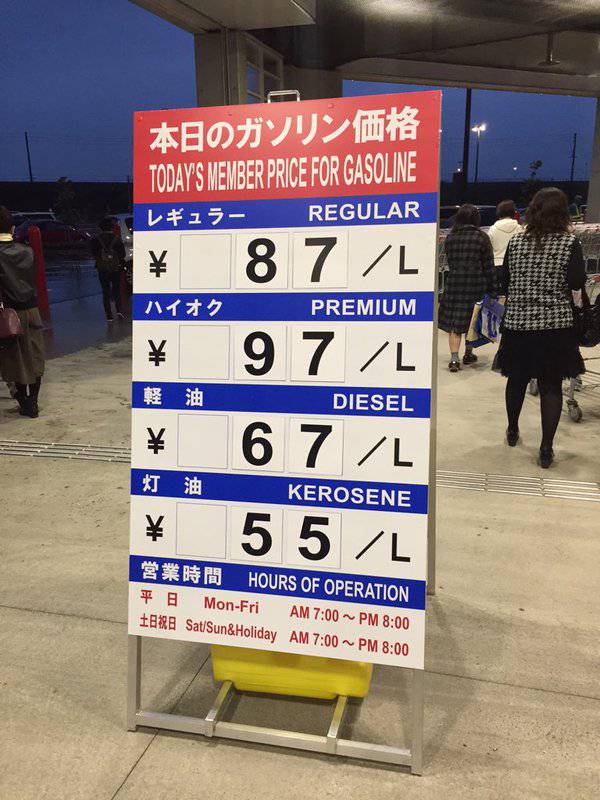 本日のガソリン価格
TODAY'S MEMBER PRICE FOR GASOLINE
レギュラー REGULAR
¥ 87/L
ハイオク PREMIUM
¥ 97/L
軽油 DIESEL
¥ 67/L
灯油 KEROSENE
¥ 55/L
営業時間 HOURS OF OPERATION
平日 Mon-Fri AM 7:00 ~ PM 8:00
土日祝日 Sat/Sun&Holiday AM 7:00 ~ PM 8:00